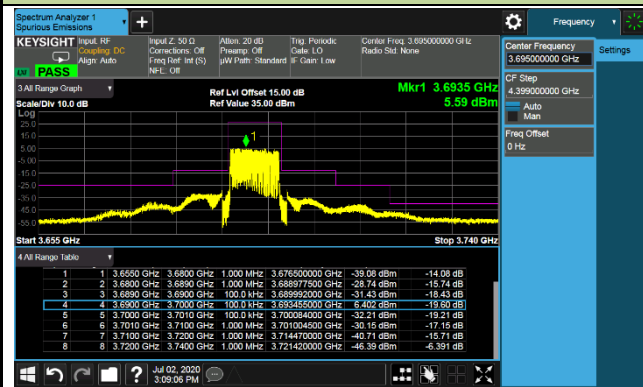 Spectrum Analyzer 1
Spurious Emissions
Frequency
KEYSIGHT
Input: RF
Coupling: DC
Align: Auto
Input Z: 50 Ω
Corrections: Off
Freq Ref: Int (S)
NFE: Off
Atten: 20 dB
Preamp: Off
µW Path: Standard
Trig: Periodic
Gate: LO
IF Gain: Low
Center Freq: 3.695000000 GHz
Radio Std: None
PASS
Center Frequency
3.695000000 GHz
Settings
CF Step
4.399000000 GHz
Auto
Man
Freq Offset
0 Hz
3 All Range Graph
Scale/Div 10.0 dB
Ref Lvl Offset 15.00 dB
Ref Value 35.00 dBm
Mkr1 3.6935 GHz
5.59 dBm
Log
25.0
15.0
5.00
-5.00
-15.0
-25.0
-35.0
-45.0
-55.0
1
Start 3.655 GHz
Stop 3.740 GHz
4 All Range Table
1 1 3.6550 GHz 3.6800 GHz 1.000 MHz 3.676500000 GHz -39.08 dBm -14.08 dB
2 2 3.6800 GHz 3.6890 GHz 1.000 MHz 3.688977500 GHz -28.74 dBm -15.74 dB
3 3 3.6890 GHz 3.6900 GHz 100.0 kHz 3.689992000 GHz -31.43 dBm -18.43 dB
4 4 3.6900 GHz 3.7000 GHz 100.0 kHz 3.693455000 GHz 6.402 dBm -19.60 dB
5 5 3.7000 GHz 3.7010 GHz 100.0 kHz 3.700084000 GHz -32.21 dBm -19.21 dB
6 6 3.7010 GHz 3.7100 GHz 1.000 MHz 3.701004500 GHz -30.15 dBm -17.15 dB
7 7 3.7100 GHz 3.7200 GHz 1.000 MHz 3.714470000 GHz -40.71 dBm -15.71 dB
8 8 3.7200 GHz 3.7400 GHz 1.000 MHz 3.721420000 GHz -46.39 dBm -6.391 dB
?
Jul 02, 2020
3:09:06 PM